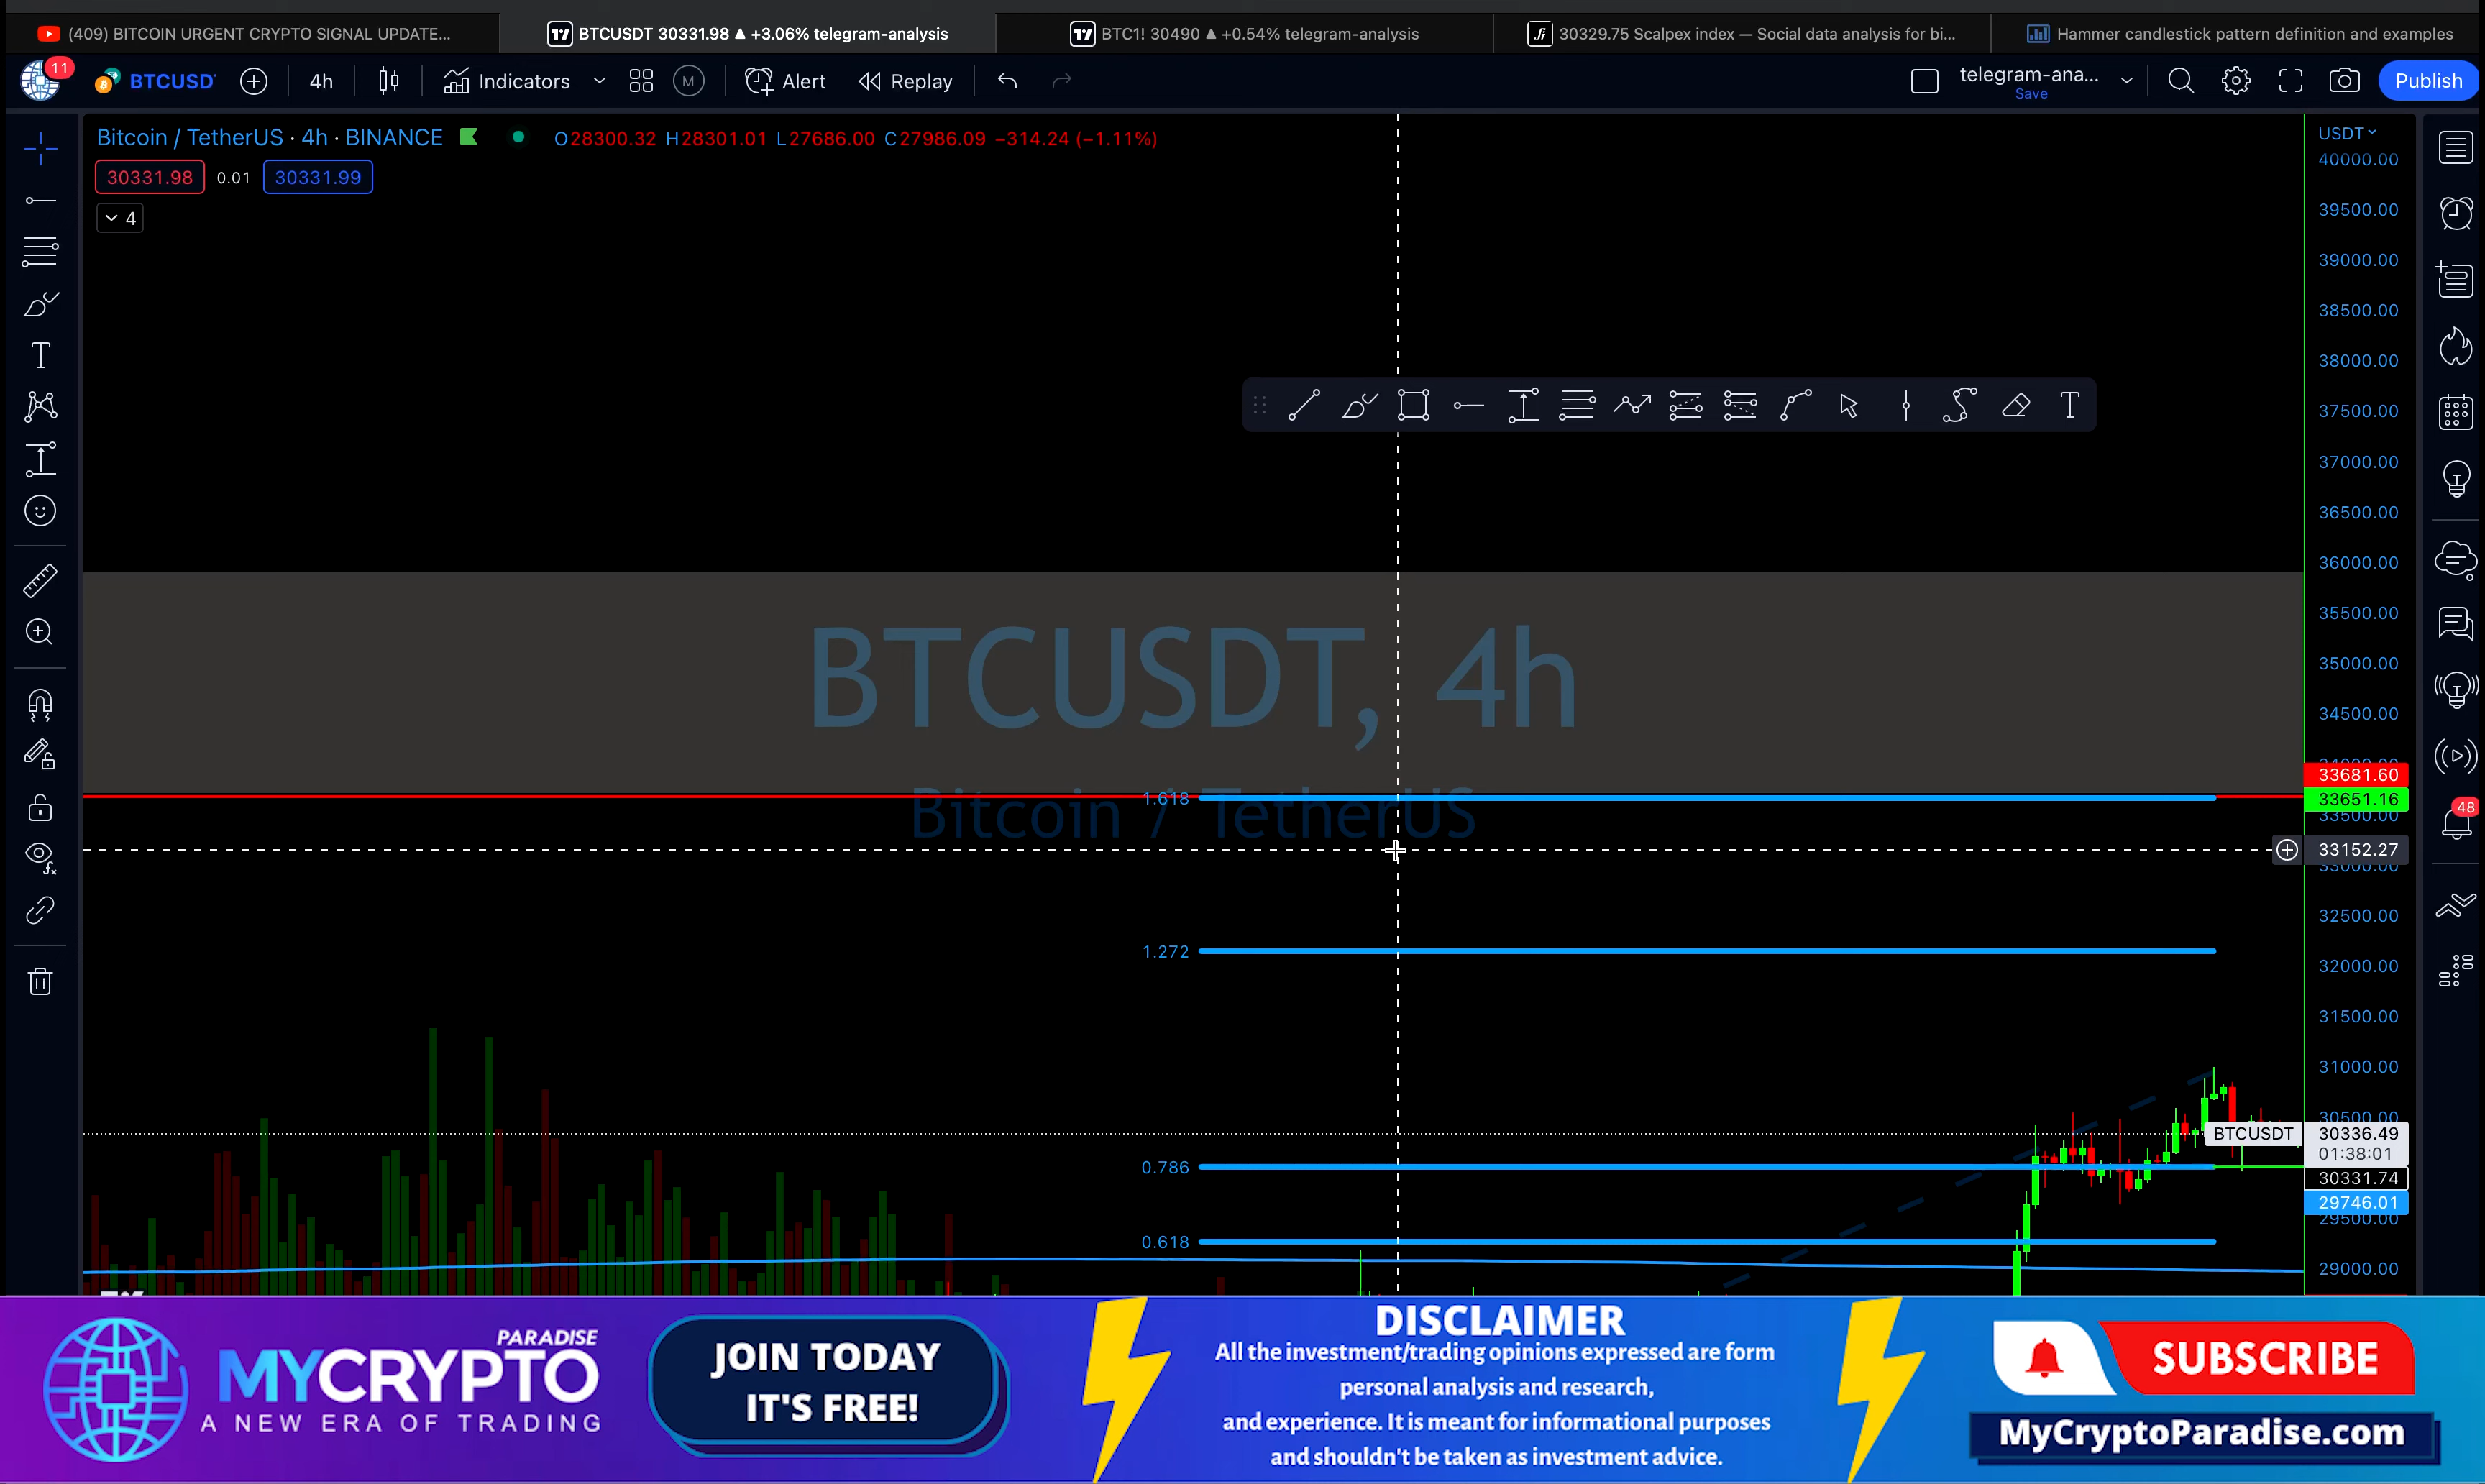 (409) BITCOIN URGENT CRYPTO SIGNAL UPDATE...
BTCUSDT 30331.98 ▲ +3.06% telegram-analysis
BTC1! 30490 ▲ +0.54% telegram-analysis
30329.75 Scalpex index — Social data analysis for bi...
Hammer candlestick pattern definition and examples
11
BTCUSD
4h
Indicators
M
Alert
Replay
telegram-ana...
Save
Publish
Bitcoin / TetherUS · 4h · BINANCE
O28300.32 H28301.01 L27686.00 C27986.09 −314.24 (−1.11%)
30331.98 0.01 30331.99
4
USDT
40000.00
39500.00
39000.00
38500.00
38000.00
37500.00
37000.00
36500.00
36000.00
35500.00
35000.00
34500.00
33681.60
33651.16
33500.00
33152.27
33000.00
32500.00
32000.00
31500.00
31000.00
30500.00
BTCUSDT 30336.49
01:38:01
30331.74
29746.01
29500.00
29000.00
48
BTCUSDT, 4h
Bitcoin / TetherUS
1.618
1.272
0.786
0.618
PARADISE
MYCRYPTO
A NEW ERA OF TRADING
JOIN TODAY
IT'S FREE!
DISCLAIMER
All the investment/trading opinions expressed are form
personal analysis and research,
and experience. It is meant for informational purposes
and shouldn't be taken as investment advice.
SUBSCRIBE
MyCryptoParadise.com